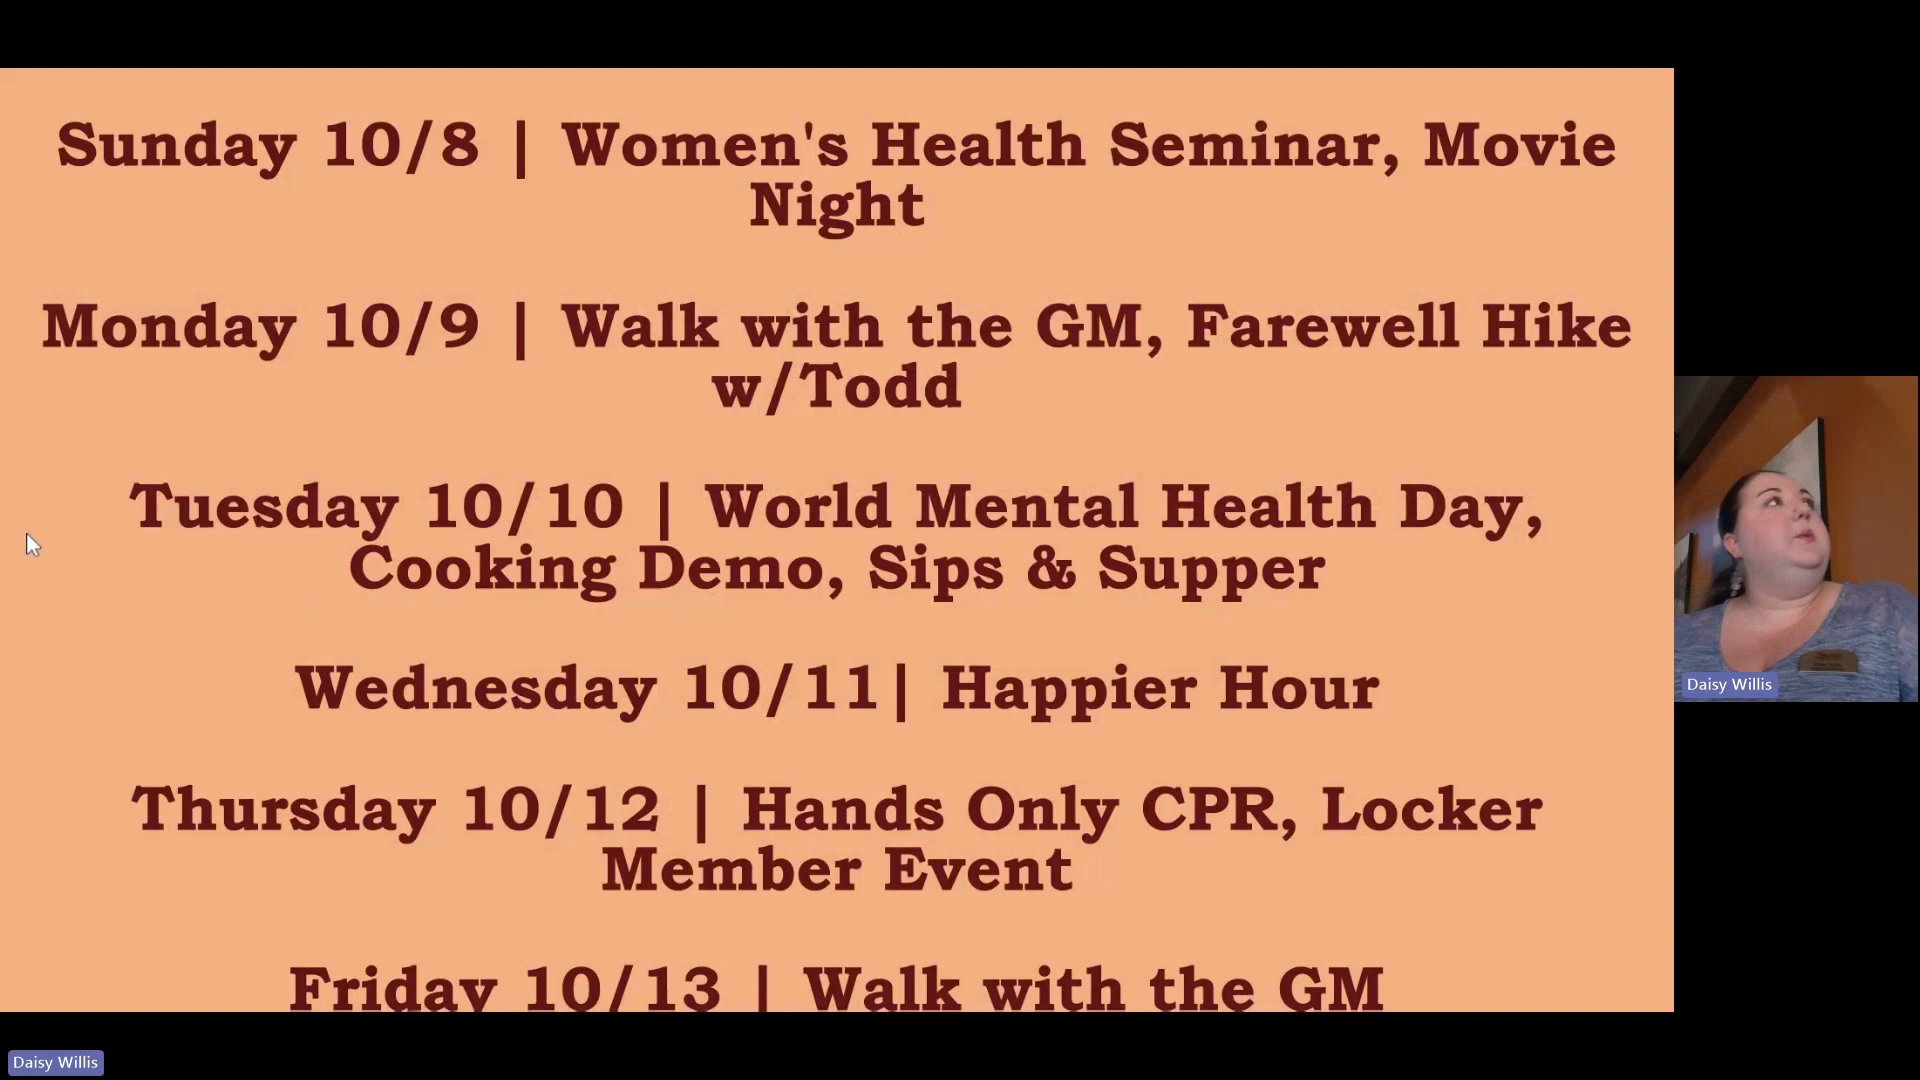 Sunday 10/8 | Women's Health Seminar, Movie
Night
Monday 10/9 | Walk with the GM, Farewell Hike
w/Todd
Tuesday 10/10 | World Mental Health Day,
Cooking Demo, Sips & Supper
Wednesday 10/11| Happier Hour
Thursday 10/12 | Hands Only CPR, Locker
Member Event
Friday 10/13 | Walk with the GM
Daisy Willis
Daisy Willis